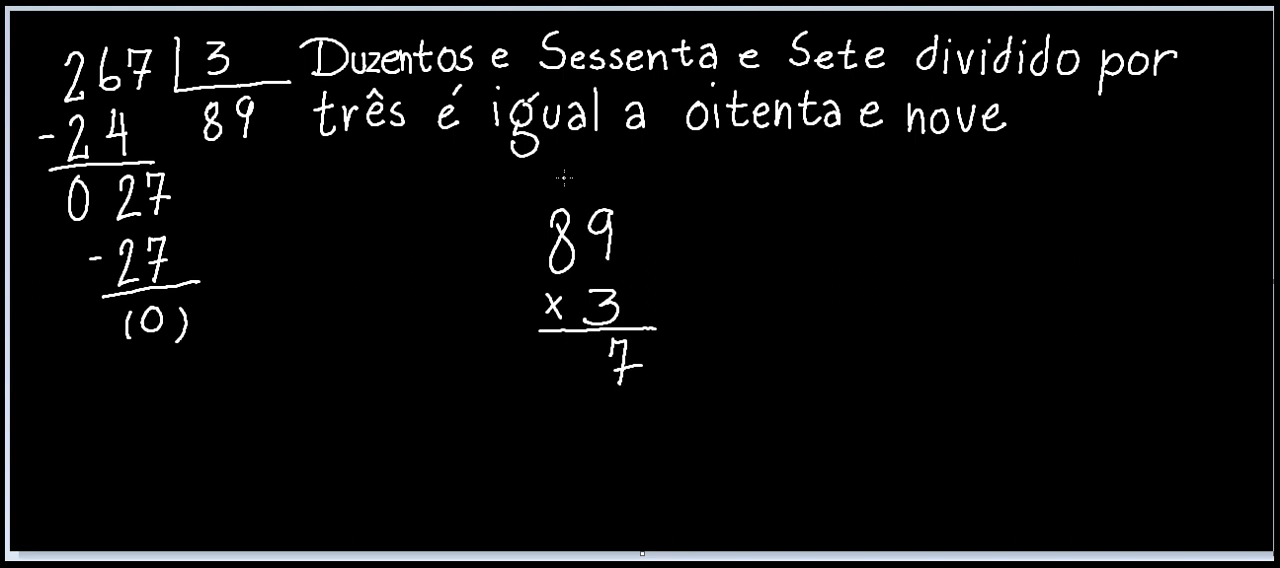 267 3 Duzentos e Sessenta e Sete dividido por
-24 89 três é igual a oitenta e nove
0 27
-27
(0)
89
x 3
7